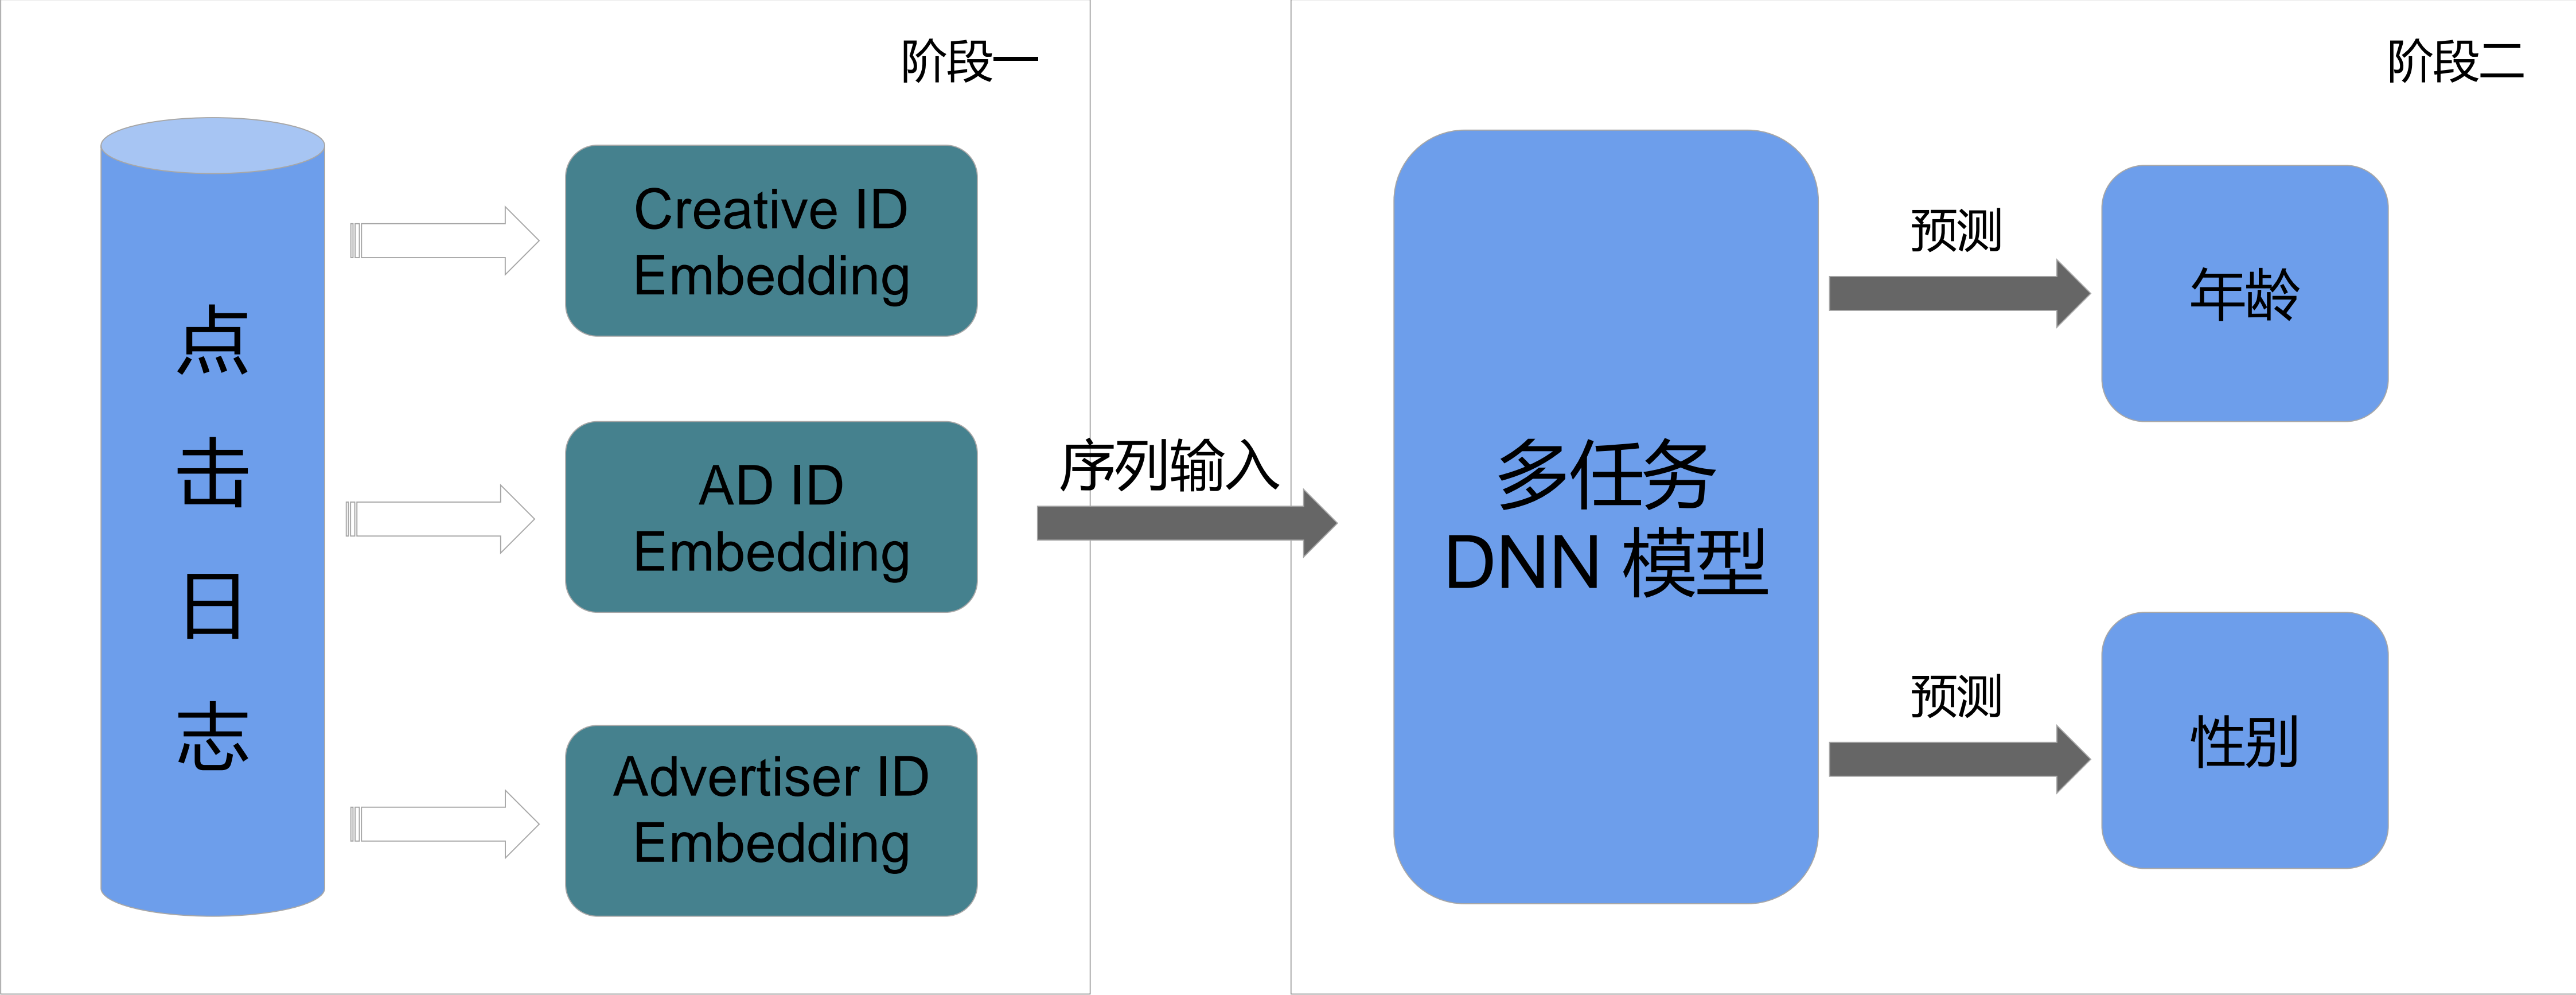 阶段一
点
击
日
志
Creative ID
Embedding
AD ID
Embedding
Advertiser ID
Embedding
序列输入
阶段二
多任务
DNN 模型
预测
年龄
预测
性别